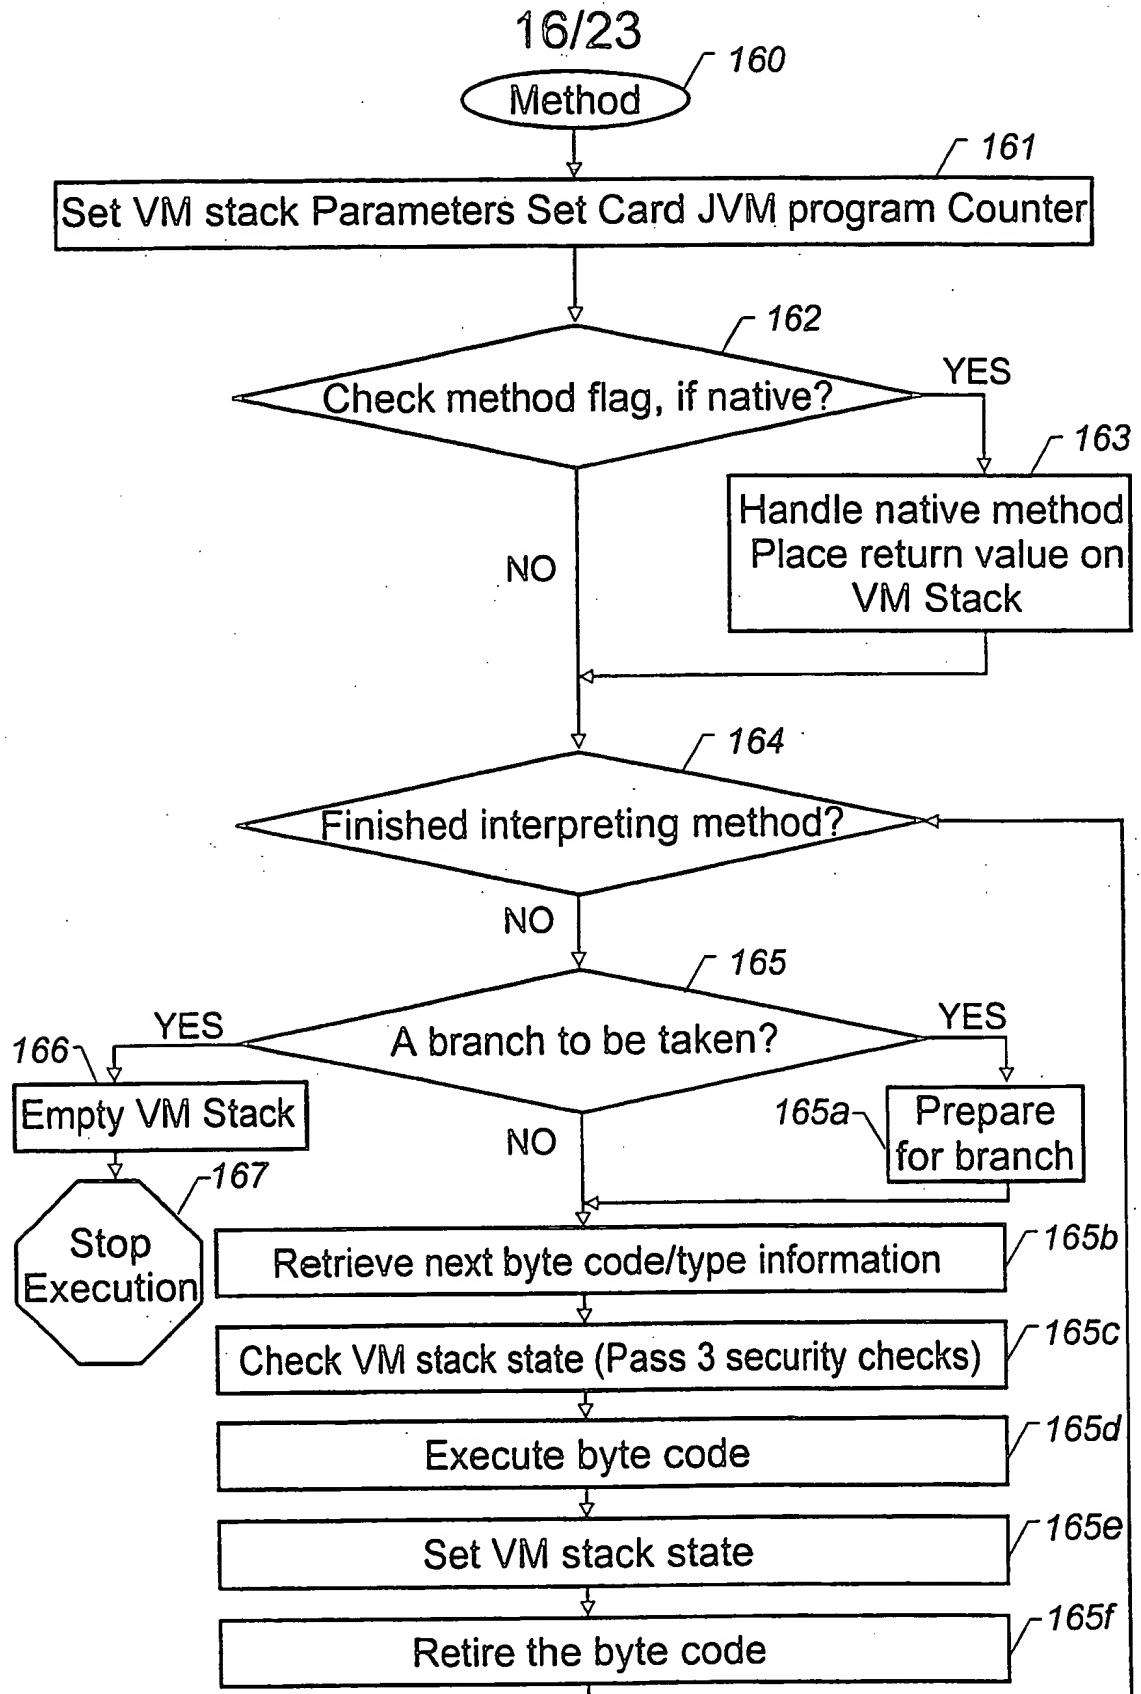 16/23
160
Method
161
Set VM stack Parameters Set Card JVM program Counter
162
Check method flag, if native?
YES
163
Handle native method
Place return value on
VM Stack
NO
164
Finished interpreting method?
NO
165
YES
A branch to be taken?
YES
166
Empty VM Stack
165a
Prepare
for branch
NO
167
Stop
Execution
165b
Retrieve next byte code/type information
165c
Check VM stack state (Pass 3 security checks)
165d
Execute byte code
165e
Set VM stack state
165f
Retire the byte code